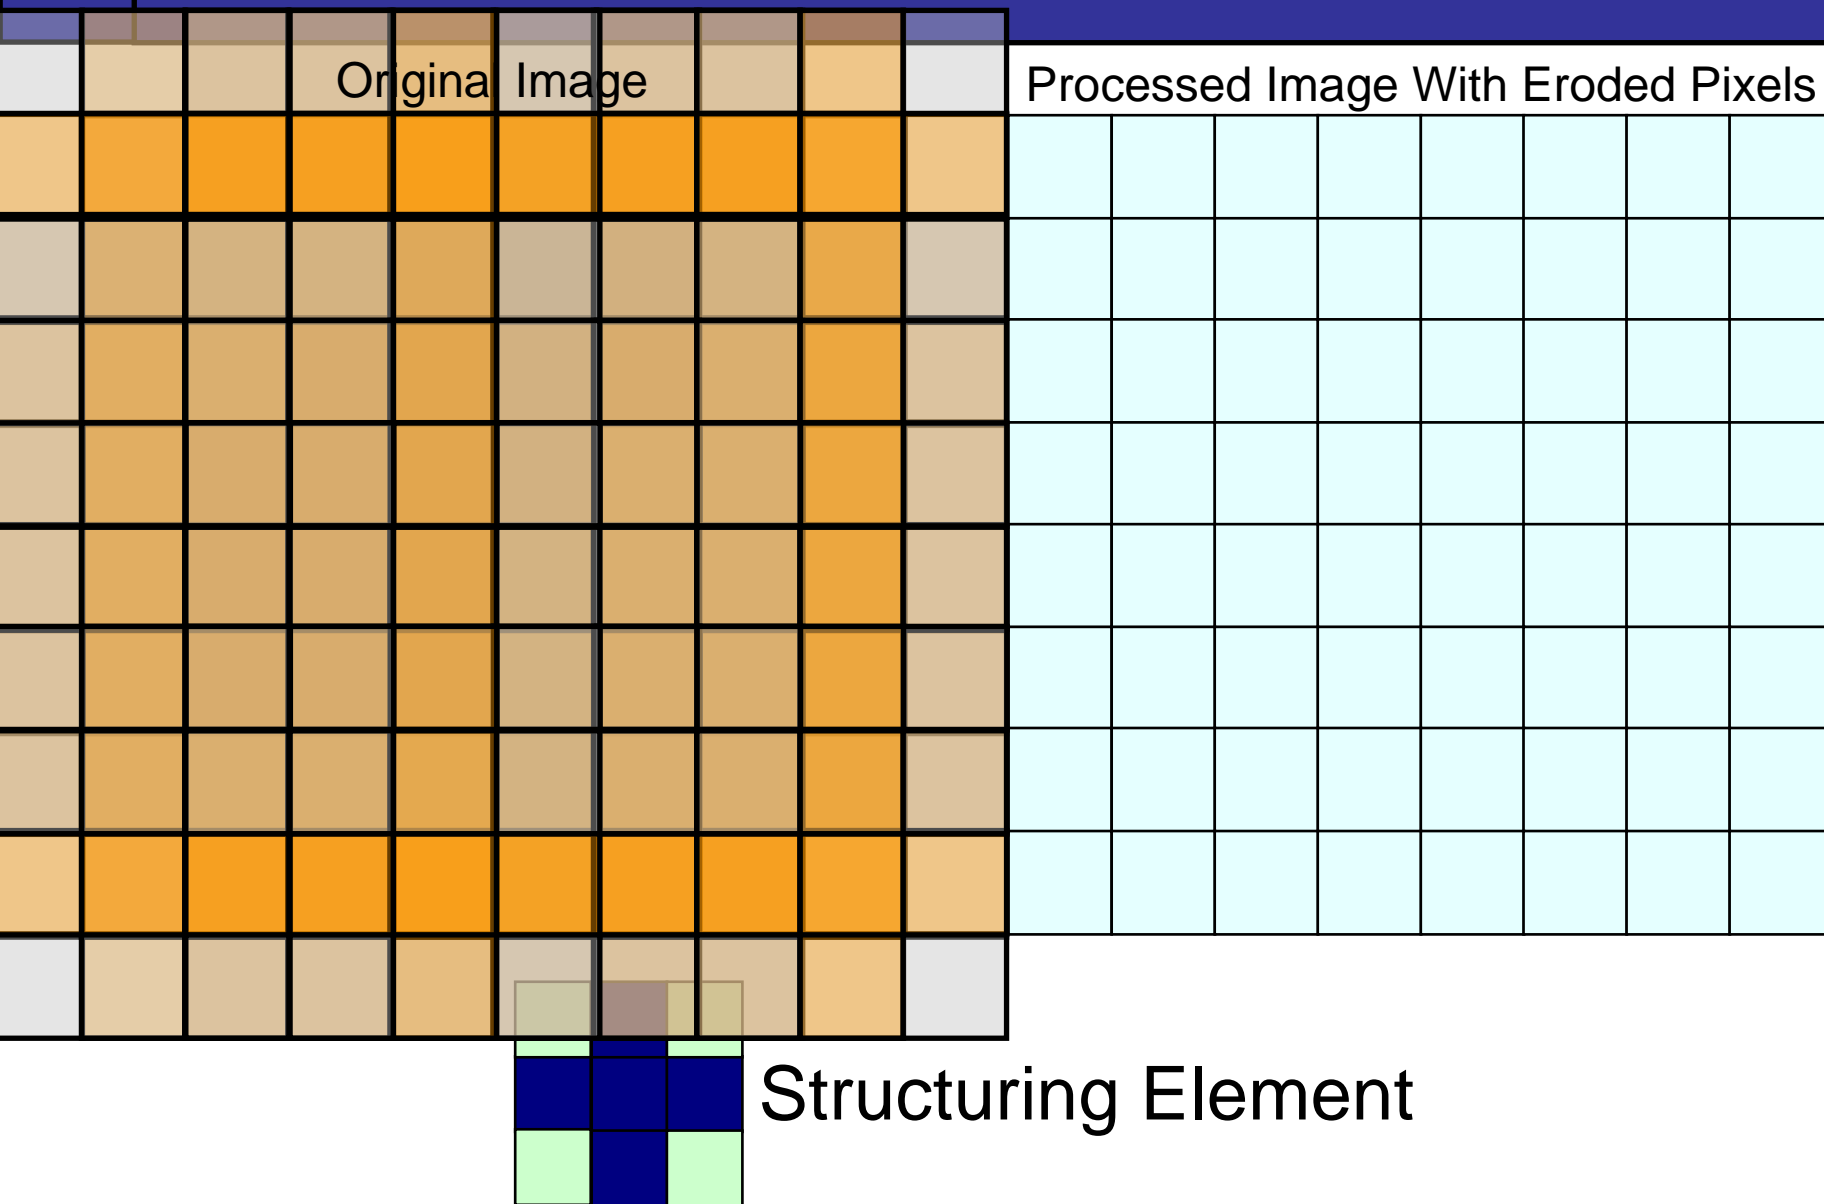 Original Image
Processed Image With Eroded Pixels
Structuring Element